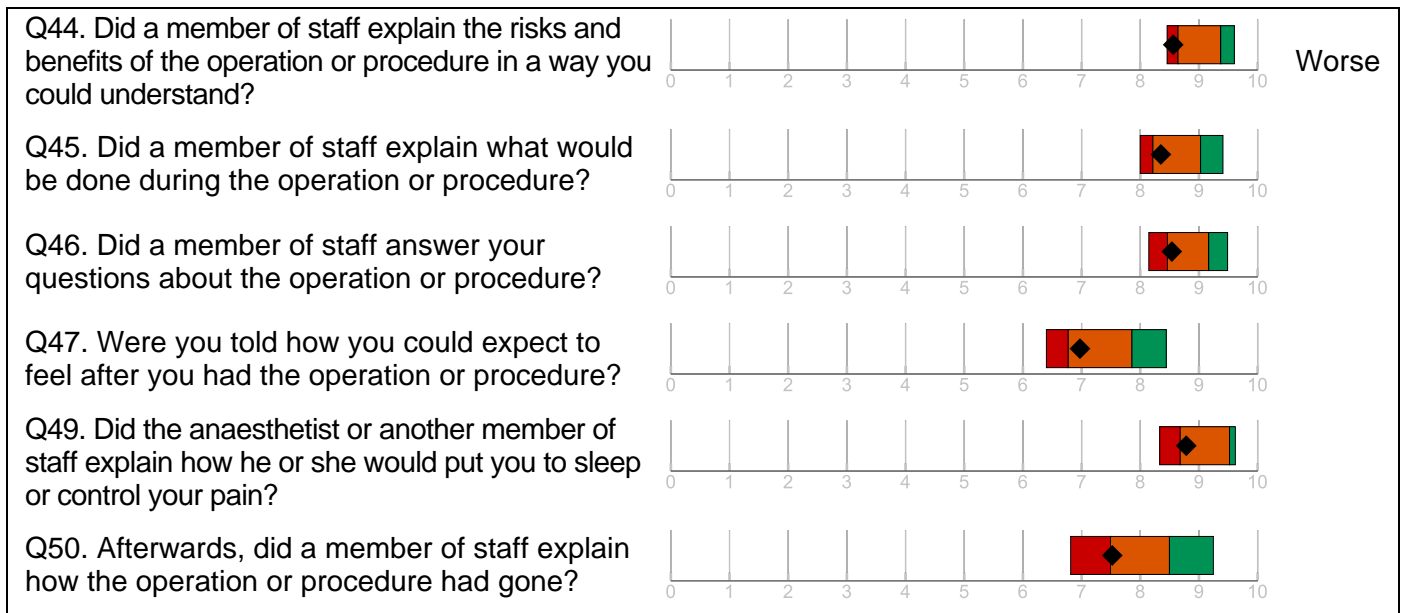 Q44. Did a member of staff explain the risks and
benefits of the operation or procedure in a way you
could understand?
0 1 2 3 4 5 6 7 8 9 10
Worse
Q45. Did a member of staff explain what would
be done during the operation or procedure?
0 1 2 3 4 5 6 7 8 9 10
Q46. Did a member of staff answer your
questions about the operation or procedure?
0 1 2 3 4 5 6 7 8 9 10
Q47. Were you told how you could expect to
feel after you had the operation or procedure?
0 1 2 3 4 5 6 7 8 9 10
Q49. Did the anaesthetist or another member of
staff explain how he or she would put you to sleep
or control your pain?
0 1 2 3 4 5 6 7 8 9 10
Q50. Afterwards, did a member of staff explain
how the operation or procedure had gone?
0 1 2 3 4 5 6 7 8 9 10